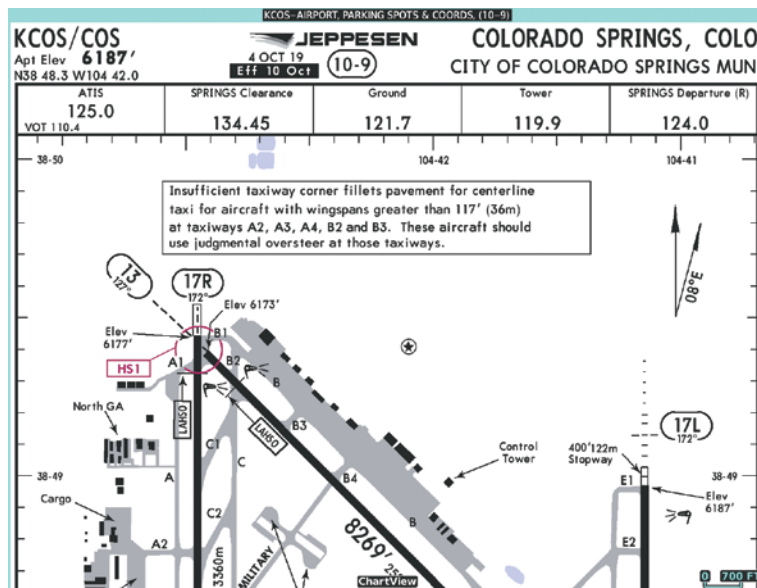 KCOS-AIRPORT, PARKING SPOTS & COORDS, (10-9)
KCOS/COS
Apt Elev 6187'
N38 48.3 W104 42.0
JEPPESEN
4 OCT 19
Eff 10 Oct
10-9
COLORADO SPRINGS, COLO
CITY OF COLORADO SPRINGS MUN
ATIS
125.0
VOT 110.4
SPRINGS Clearance
134.45
Ground
121.7
Tower
119.9
SPRINGS Departure (R)
124.0
38-50
104-42
104-41
Insufficient taxiway corner fillets pavement for centerline
taxi for aircraft with wingspans greater than 117' (36m)
at taxiways A2, A3, A4, B2 and B3. These aircraft should
use judgmental oversteer at those taxiways.
08°E
13
127°
17R
172°
Elev 6173'
Elev
6177'
HS1
A1
B1
B2
B
LAHSO
LAHSO
B3
North GA
C1
A
C
B4
Control
Tower
17L
172°
400'122m
Stopway
38-49
38-49
E1
Elev
6187'
Cargo
C2
8269'
B
A2
3360m
MILITARY
E2
ChartView
0 700 FT